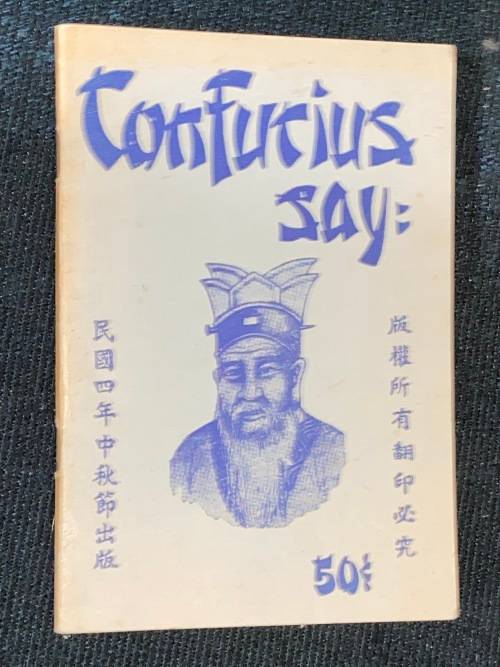 Confucius
say:
版權所有翻印必究
民國四年中秋節出版
50¢